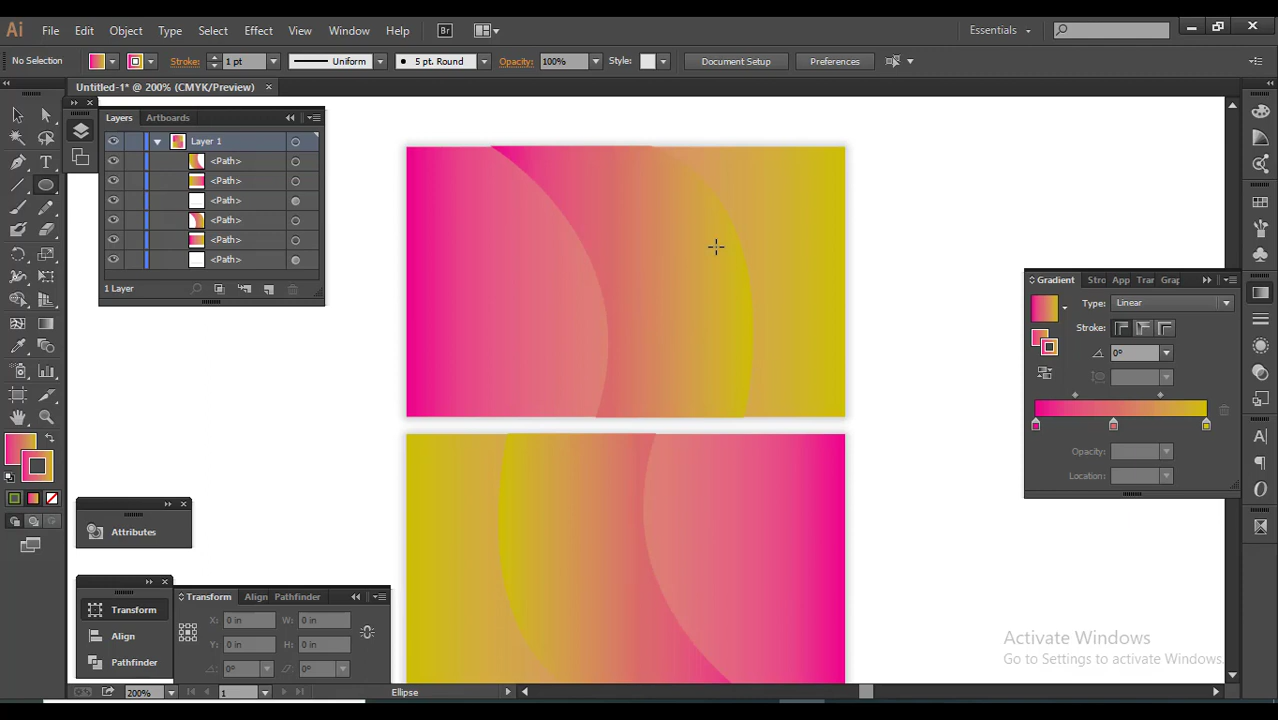 Ai File Edit Object Type Select Effect View Window Help Br Essentials
No Selection Stroke: 1 pt Uniform 5 pt. Round Opacity: 100% Style: Document Setup Preferences
Untitled-1* @ 200% (CMYK/Preview)
Layers Artboards
Layer 1
<Path>
<Path>
<Path>
<Path>
<Path>
<Path>
1 Layer
Gradient Stro App Trar Grap
Type: Linear
Stroke:
0°
Opacity:
Location:
Attributes
Transform
Align
Pathfinder
Transform Align Pathfinder
X: 0 in W: 0 in
Y: 0 in H: 0 in
0° 0°
Activate Windows
Go to Settings to activate Windows.
200% 1 Ellipse